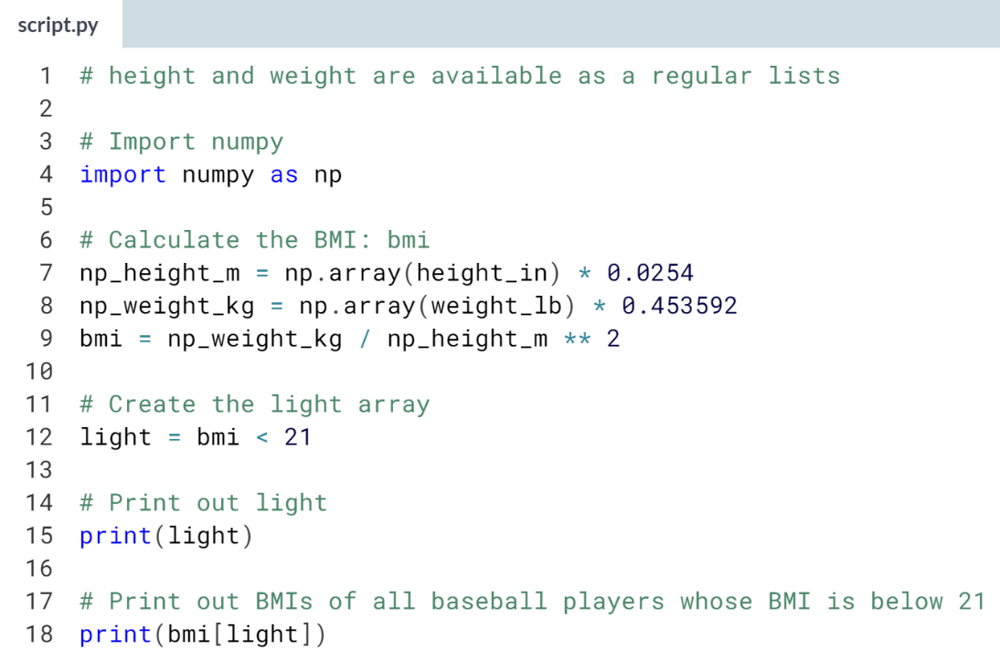 script.py
1 # height and weight are available as a regular lists
2
3 # Import numpy
4 import numpy as np
5
6 # Calculate the BMI: bmi
7 np_height_m = np.array(height_in) * 0.0254
8 np_weight_kg = np.array(weight_lb) * 0.453592
9 bmi = np_weight_kg / np_height_m ** 2
10
11 # Create the light array
12 light = bmi < 21
13
14 # Print out light
15 print(light)
16
17 # Print out BMIs of all baseball players whose BMI is below 21
18 print(bmi[light])